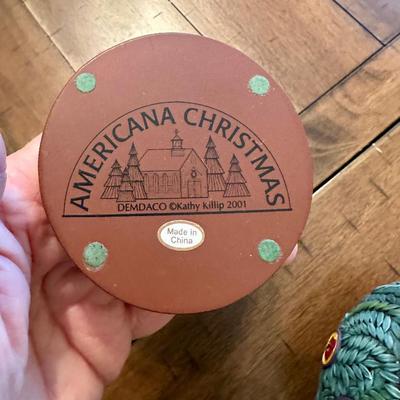 AMERICANA CHRISTMAS
DEMDACO ©Kathy Killip 2001
Made in
China